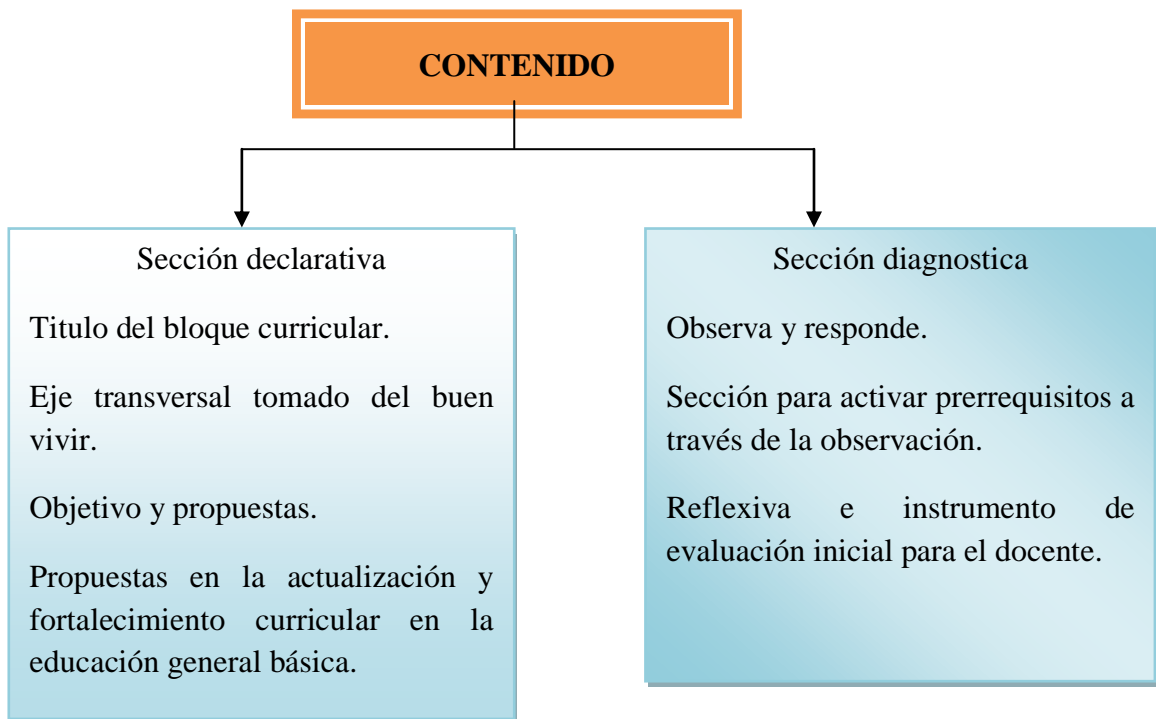 CONTENIDO
Sección declarativa
Titulo del bloque curricular.
Eje transversal tomado del buen
vivir.
Objetivo y propuestas.
Propuestas en la actualización y
fortalecimiento curricular en la
educación general básica.
Sección diagnostica
Observa y responde.
Sección para activar prerrequisitos a
través de la observación.
Reflexiva e instrumento de
evaluación inicial para el docente.